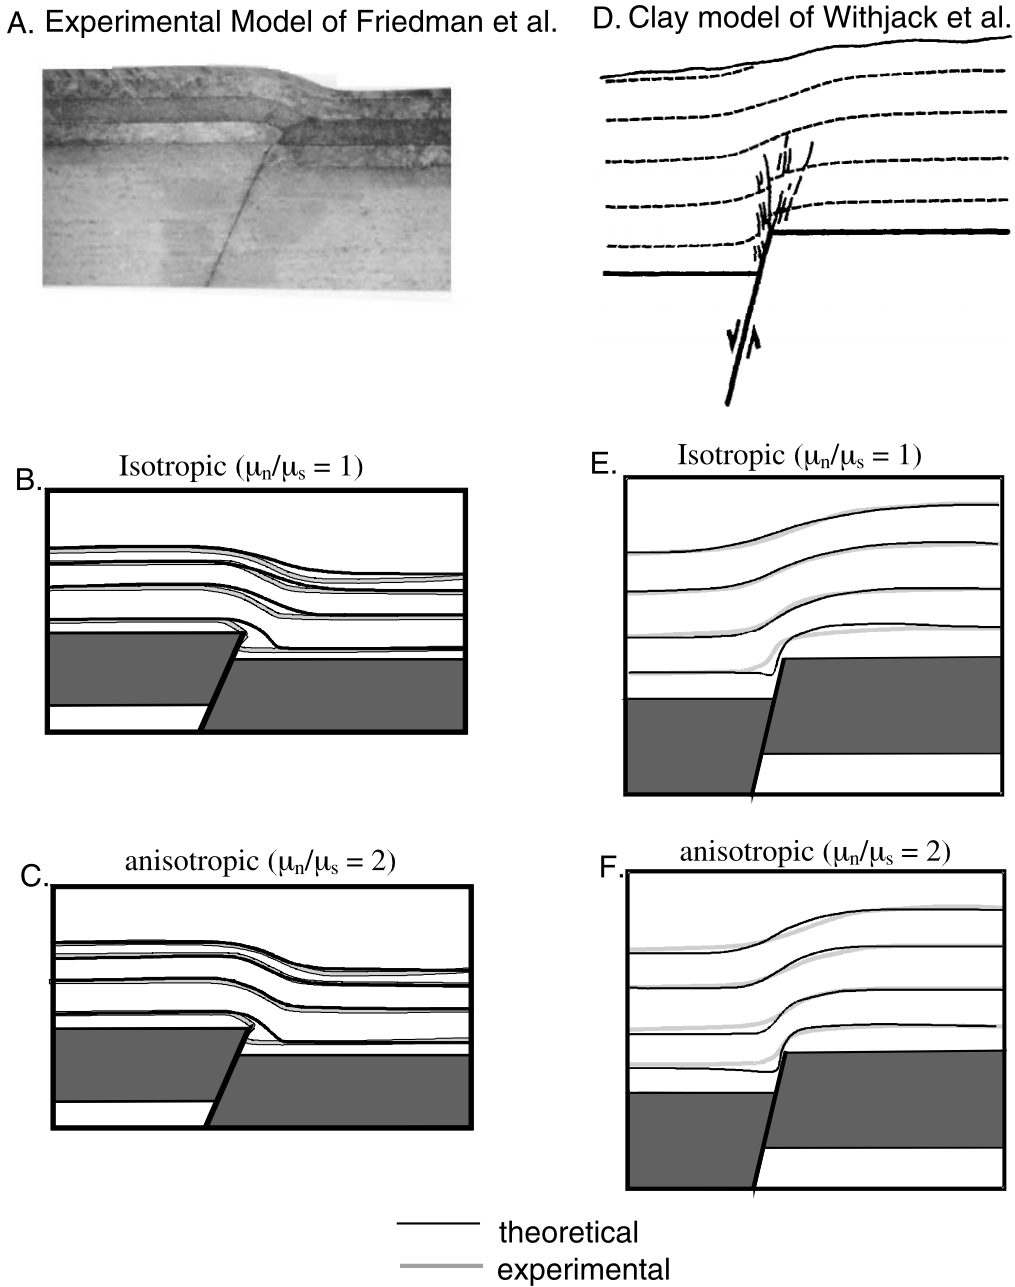 A. Experimental Model of Friedman et al.
D. Clay model of Withjack et al.
B. Isotropic (μn/μs = 1)
E. Isotropic (μn/μs = 1)
C. anisotropic (μn/μs = 2)
F. anisotropic (μn/μs = 2)
theoretical
experimental